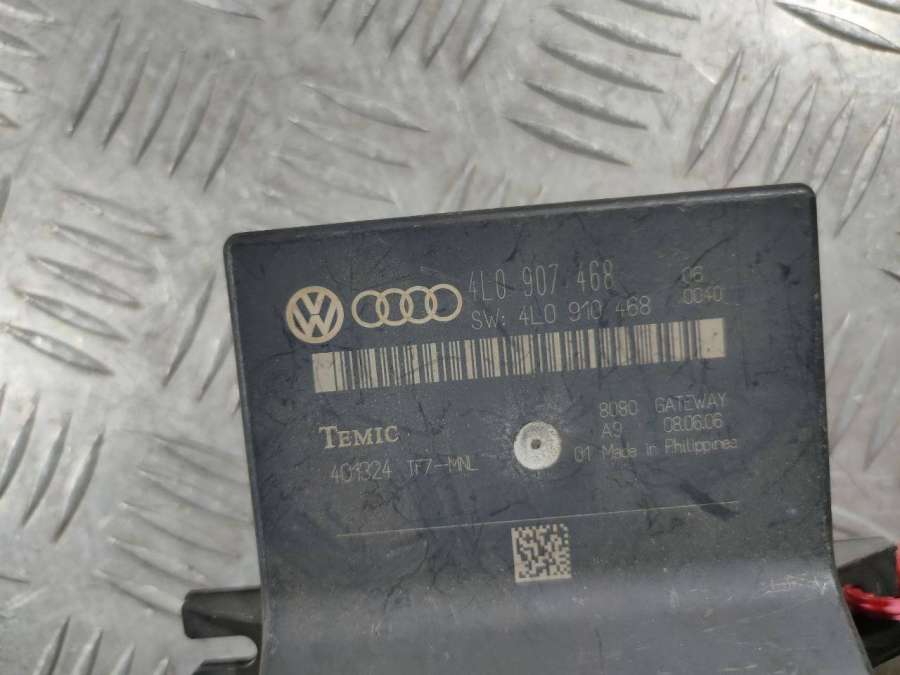 4L0 907 468 06
SW: 4L0 910 468 0040
8080 GATEWAY
TEMIC A9 08.06.06
401324 TF7-MNL 01 Made in Philippines